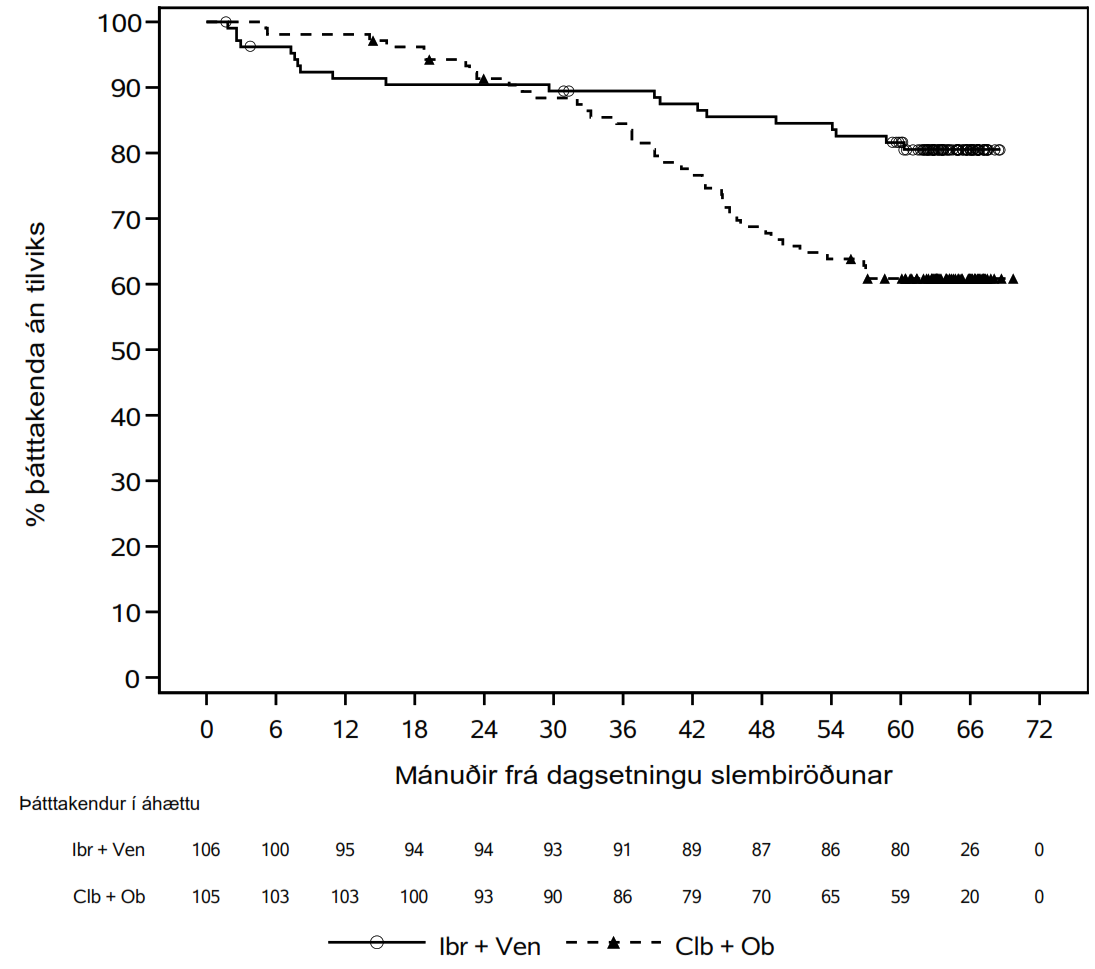 100
90
80
70
60
50
40
30
20
10
0
% þátttakenda án tilviks
0 6 12 18 24 30 36 42 48 54 60 66 72
Mánuðir frá dagsetningu slembiröðunar
Þátttakendur í áhættu
Ibr + Ven 106 100 95 94 94 93 91 89 87 86 80 26 0
Clb + Ob 105 103 103 100 93 90 86 79 70 65 59 20 0
Ibr + Ven Clb + Ob